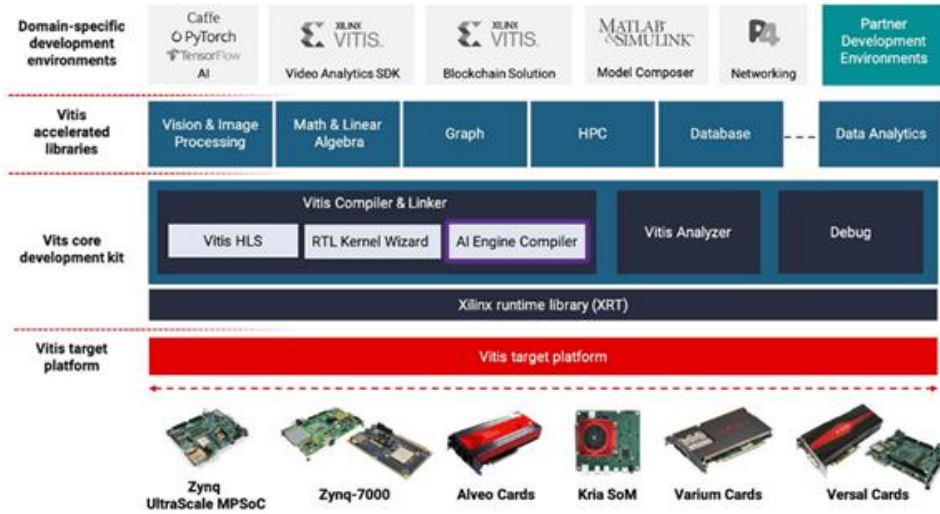 Domain-specific
development
environments
Caffe
PyTorch
TensorFlow
AI
XILINX
VITIS
Video Analytics SDK
XILINX
VITIS
Blockchain Solution
MATLAB
&SIMULINK
Model Composer
P4
Networking
Partner
Development
Environments
Vitis
accelerated
libraries
Vision & Image
Processing
Math & Linear
Algebra
Graph
HPC
Database
Data Analytics
Vits core
development kit
Vitis Compiler & Linker
Vitis HLS
RTL Kernel Wizard
AI Engine Compiler
Vitis Analyzer
Debug
Xilinx runtime library (XRT)
Vitis target
platform
Vitis target platform
Zynq
UltraScale MPSoC
Zynq-7000
Alveo Cards
Kria SoM
Varium Cards
Versal Cards